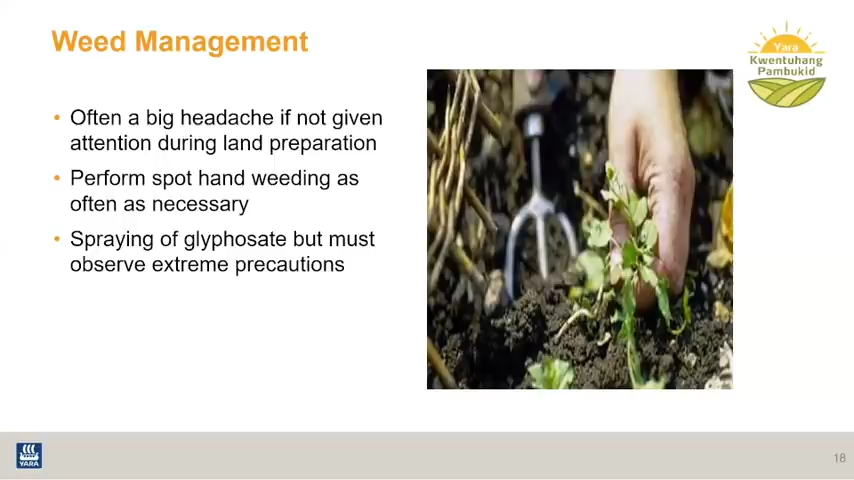 Weed Management
Yara
Kwentuhang
Pambukid
• Often a big headache if not given
attention during land preparation
• Perform spot hand weeding as
often as necessary
• Spraying of glyphosate but must
observe extreme precautions
YARA
18